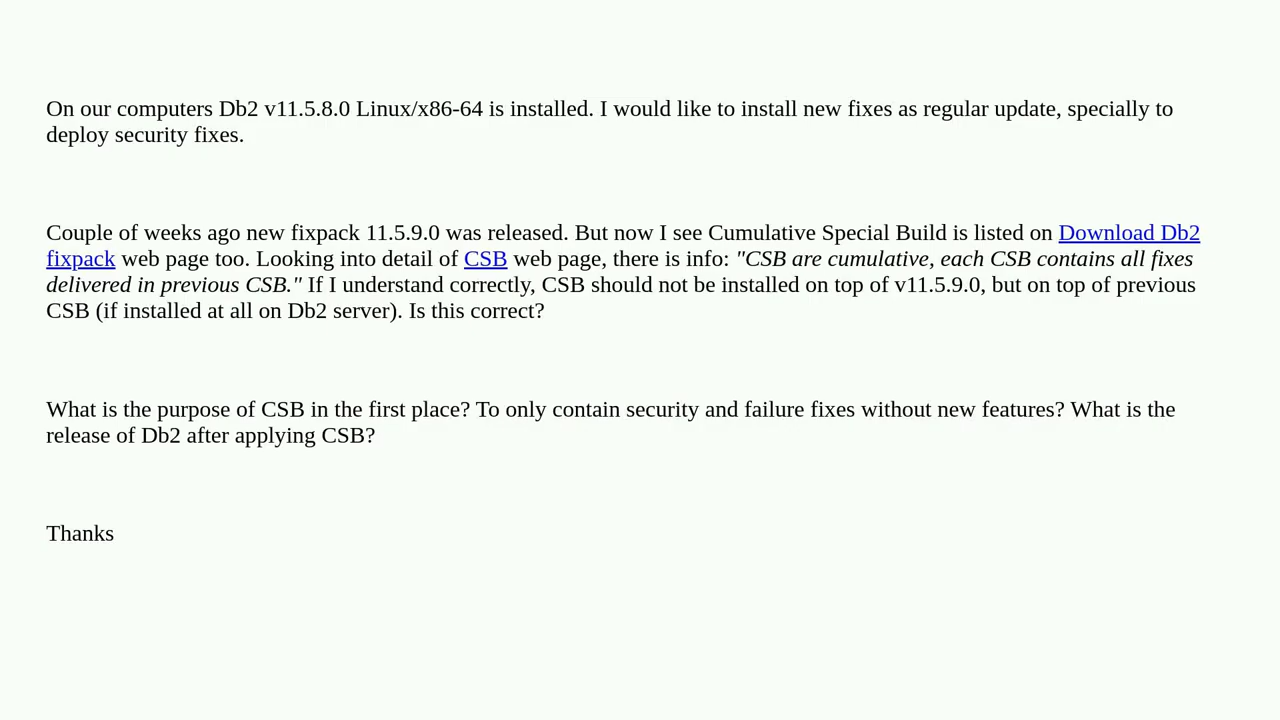 On our computers Db2 v11.5.8.0 Linux/x86-64 is installed. I would like to install new fixes as regular update, specially to
deploy security fixes.
Couple of weeks ago new fixpack 11.5.9.0 was released. But now I see Cumulative Special Build is listed on Download Db2
fixpack web page too. Looking into detail of CSB web page, there is info: "CSB are cumulative, each CSB contains all fixes
delivered in previous CSB." If I understand correctly, CSB should not be installed on top of v11.5.9.0, but on top of previous
CSB (if installed at all on Db2 server). Is this correct?
What is the purpose of CSB in the first place? To only contain security and failure fixes without new features? What is the
release of Db2 after applying CSB?
Thanks